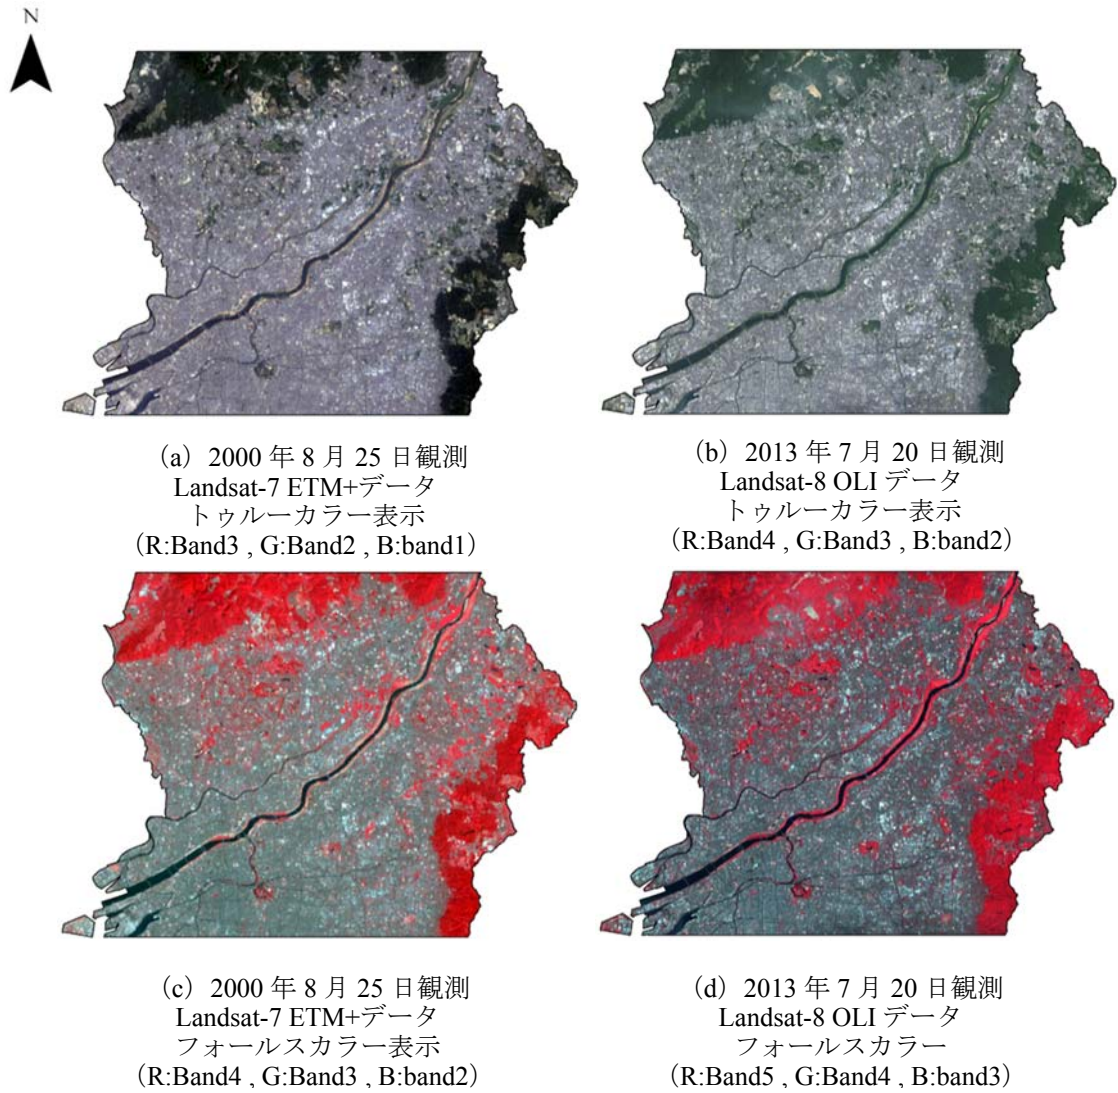 N
(a) 2000 年 8 月 25 日観測
Landsat-7 ETM+データ
トゥルーカラー表示
(R:Band3 , G:Band2 , B:band1)
(b) 2013 年 7 月 20 日観測
Landsat-8 OLI データ
トゥルーカラー表示
(R:Band4 , G:Band3 , B:band2)
(c) 2000 年 8 月 25 日観測
Landsat-7 ETM+データ
フォールスカラー表示
(R:Band4 , G:Band3 , B:band2)
(d) 2013 年 7 月 20 日観測
Landsat-8 OLI データ
フォールスカラー
(R:Band5 , G:Band4 , B:band3)